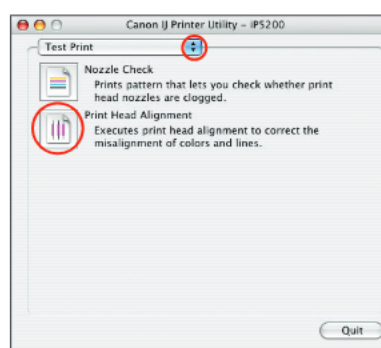 Canon IJ Printer Utility – iP5200
Test Print
Nozzle Check
Prints pattern that lets you check whether print
head nozzles are clogged.
Print Head Alignment
Executes print head alignment to correct the
misalignment of colors and lines.
Quit